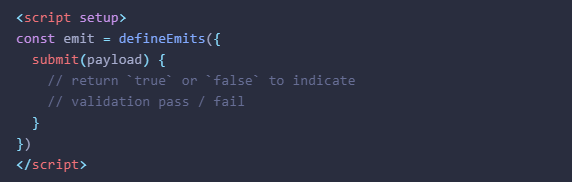 <script setup>
const emit = defineEmits({
  submit(payload) {
    // return `true` or `false` to indicate
    // validation pass / fail
  }
})
</script>